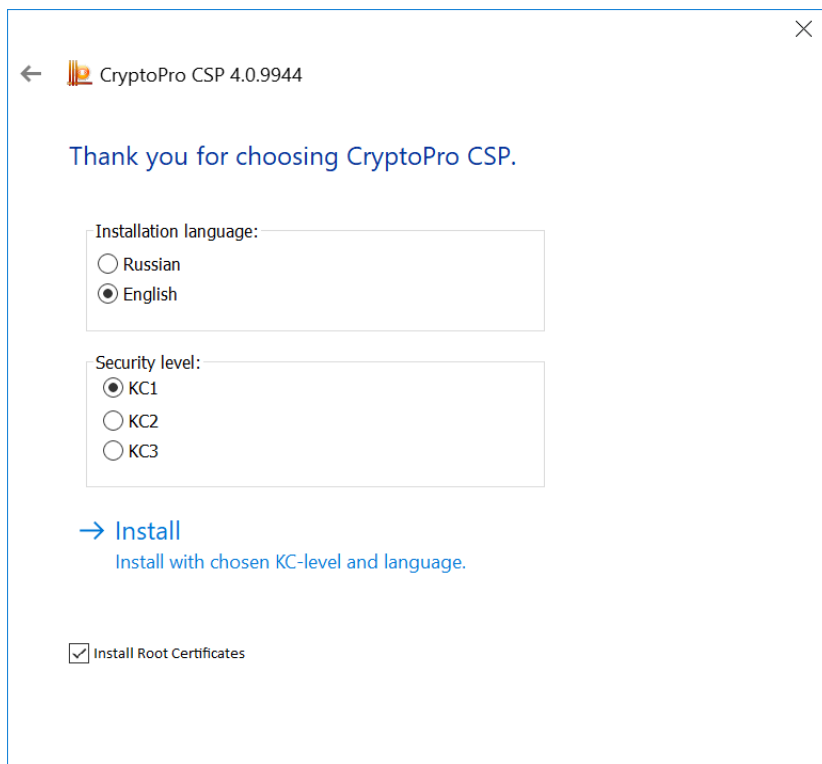 CryptoPro CSP 4.0.9944
Thank you for choosing CryptoPro CSP.
Installation language:
Russian
English
Security level:
KC1
KC2
KC3
Install
Install with chosen KC-level and language.
Install Root Certificates